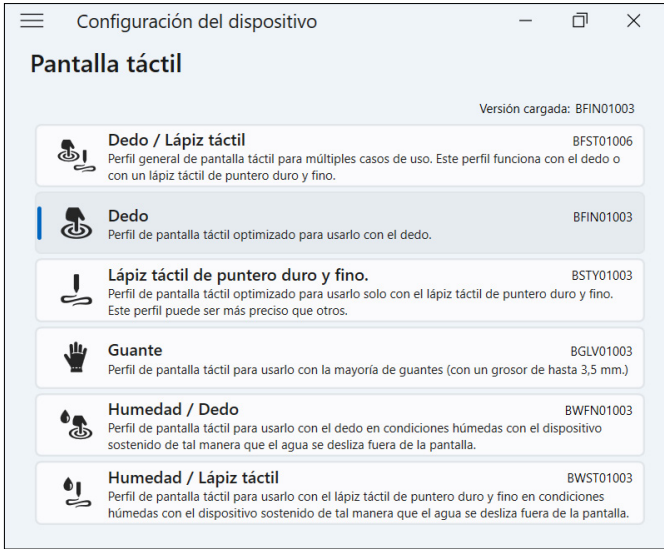 Configuración del dispositivo
Pantalla táctil
Versión cargada: BFIN01003
Dedo / Lápiz táctil BFST01006
Perfil general de pantalla táctil para múltiples casos de uso. Este perfil funciona con el dedo o
con un lápiz táctil de puntero duro y fino.
Dedo BFIN01003
Perfil de pantalla táctil optimizado para usarlo con el dedo.
Lápiz táctil de puntero duro y fino. BSTY01003
Perfil de pantalla táctil optimizado para usarlo solo con el lápiz táctil de puntero duro y fino.
Este perfil puede ser más preciso que otros.
Guante BGLV01003
Perfil de pantalla táctil para usarlo con la mayoría de guantes (con un grosor de hasta 3,5 mm.)
Humedad / Dedo BWFN01003
Perfil de pantalla táctil para usarlo con el dedo en condiciones húmedas con el dispositivo
sostenido de tal manera que el agua se desliza fuera de la pantalla.
Humedad / Lápiz táctil BWST01003
Perfil de pantalla táctil para usarlo con el lápiz táctil de puntero duro y fino en condiciones
húmedas con el dispositivo sostenido de tal manera que el agua se desliza fuera de la pantalla.